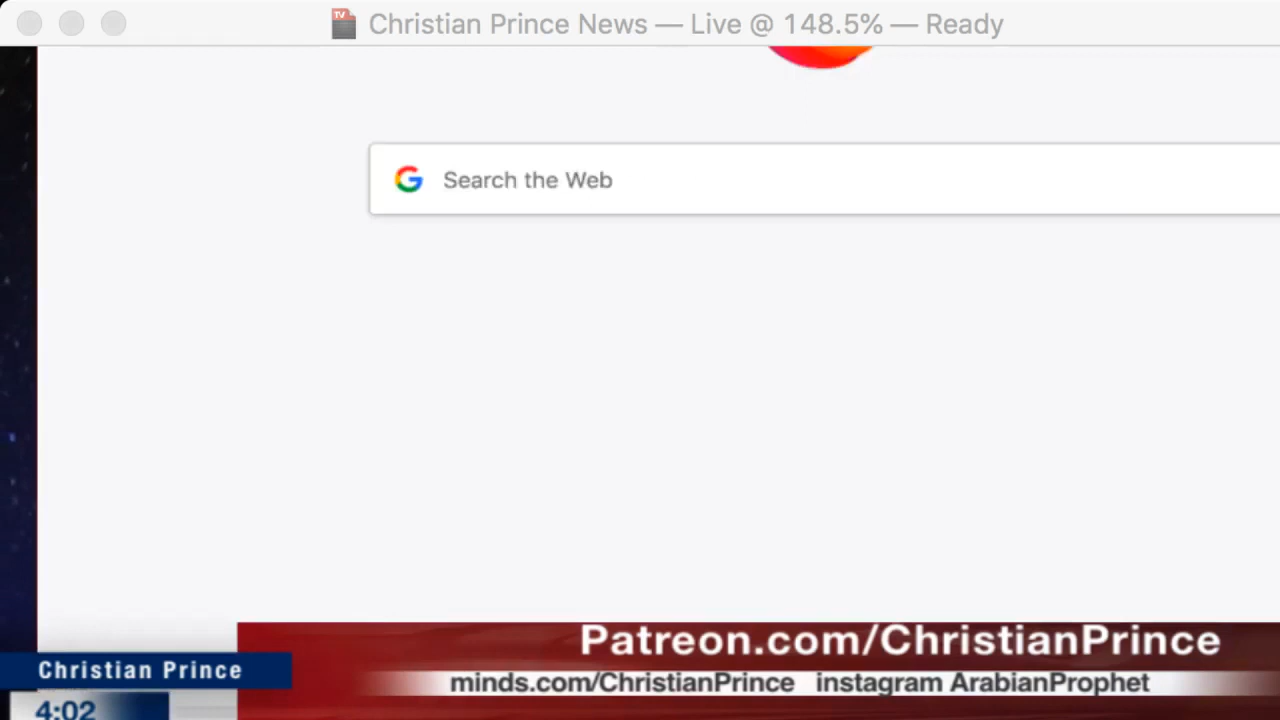 TV
Christian Prince News — Live @ 148.5% — Ready
Search the Web
Patreon.com/ChristianPrince
Christian Prince
minds.com/ChristianPrince instagram ArabianProphet
4:02